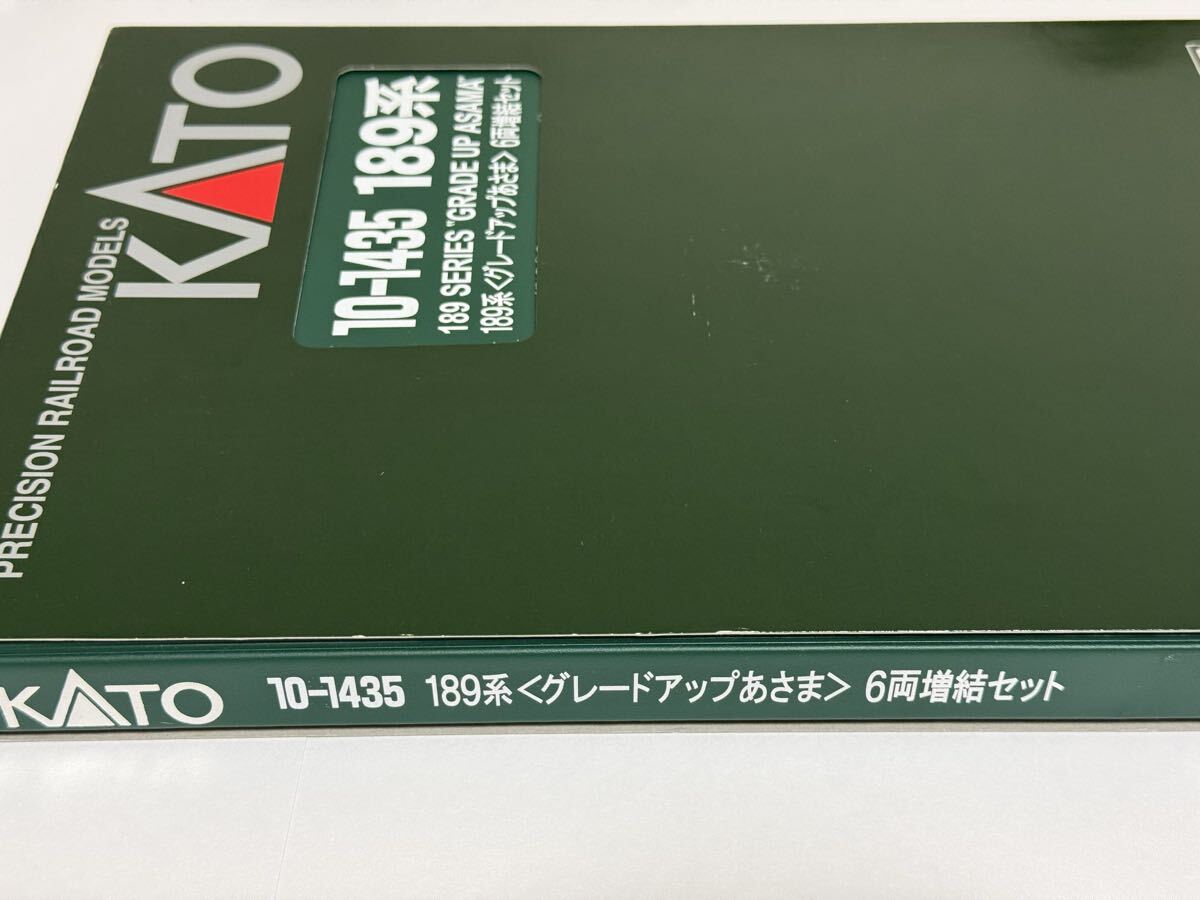 KATO
PRECISION RAILROAD MODELS
10-1435 189系
189 SERIES "GRADE UP ASAMA"
189系<グレードアップあさま> 6両増結セット
KATO 10-1435 189系<グレードアップあさま> 6両増結セット